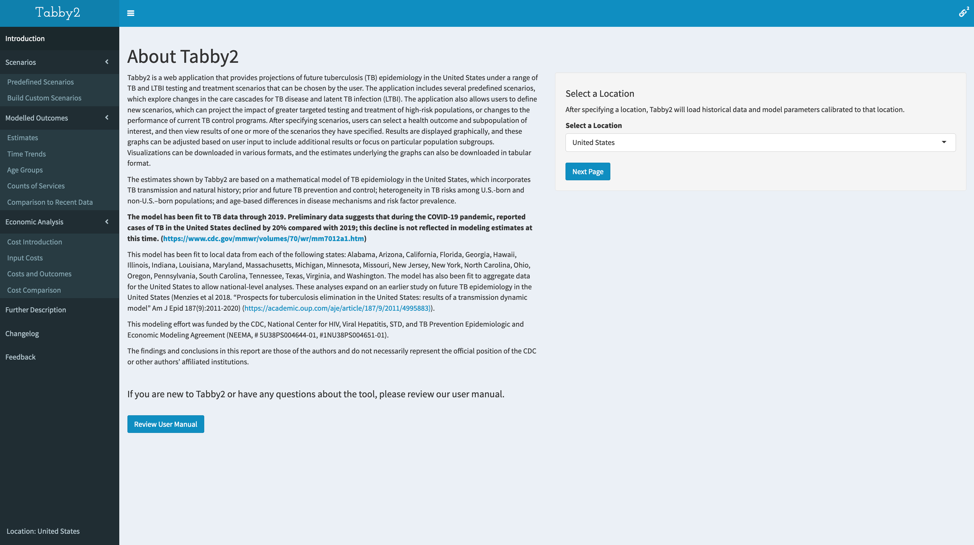 Tabby2
2
Introduction
Scenarios
Predefined Scenarios
Build Custom Scenarios
Modelled Outcomes
Estimates
Time Trends
Age Groups
Counts of Services
Comparison to Recent Data
Economic Analysis
Cost Introduction
Input Costs
Costs and Outcomes
Cost Comparison
Further Description
Changelog
Feedback
Location: United States
About Tabby2
Tabby2 is a web application that provides projections of future tuberculosis (TB) epidemiology in the United States under a range of
TB and LTBI testing and treatment scenarios that can be chosen by the user. The application includes several predefined scenarios,
which explore changes in the care cascades for TB disease and latent TB infection (LTBI). The application also allows users to define
new scenarios, which can project the impact of greater targeted testing and treatment of high-risk populations, or changes to the
performance of current TB control programs. After specifying scenarios, users can select a health outcome and subpopulation of
interest, and then view results of one or more of the scenarios they have specified. Results are displayed graphically, and these
graphs can be adjusted based on user input to include additional results or focus on particular population subgroups.
Visualizations can be downloaded in various formats, and the estimates underlying the graphs can also be downloaded in tabular
format.
The estimates shown by Tabby2 are based on a mathematical model of TB epidemiology in the United States, which incorporates
TB transmission and natural history; prior and future TB prevention and control; heterogeneity in TB risks among U.S.-born and
non-U.S.–born populations; and age-based differences in disease mechanisms and risk factor prevalence.
The model has been fit to TB data through 2019. Preliminary data suggests that during the COVID-19 pandemic, reported
cases of TB in the United States declined by 20% compared with 2019; this decline is not reflected in modeling estimates at
this time. (https://www.cdc.gov/mmwr/volumes/70/wr/mm7012a1.htm)
This model has been fit to local data from each of the following states: Alabama, Arizona, California, Florida, Georgia, Hawaii,
Illinois, Indiana, Louisiana, Maryland, Massachusetts, Michigan, Minnesota, Missouri, New Jersey, New York, North Carolina, Ohio,
Oregon, Pennsylvania, South Carolina, Tennessee, Texas, Virginia, and Washington. The model has also been fit to aggregate data
for the United States to allow national-level analyses. These analyses expand on an earlier study on future TB epidemiology in the
United States (Menzies et al 2018. “Prospects for tuberculosis elimination in the United States: results of a transmission dynamic
model” Am J Epid 187(9):2011-2020) (https://academic.oup.com/aje/article/187/9/2011/4995883)).
This modeling effort was funded by the CDC, National Center for HIV, Viral Hepatitis, STD, and TB Prevention Epidemiologic and
Economic Modeling Agreement (NEEMA, # 5U38PS004644-01, #1NU38PS004651-01).
The findings and conclusions in this report are those of the authors and do not necessarily represent the official position of the CDC
or other authors’ affiliated institutions.
If you are new to Tabby2 or have any questions about the tool, please review our user manual.
Review User Manual
Select a Location
After specifying a location, Tabby2 will load historical data and model parameters calibrated to that location.
Select a Location
United States
Next Page